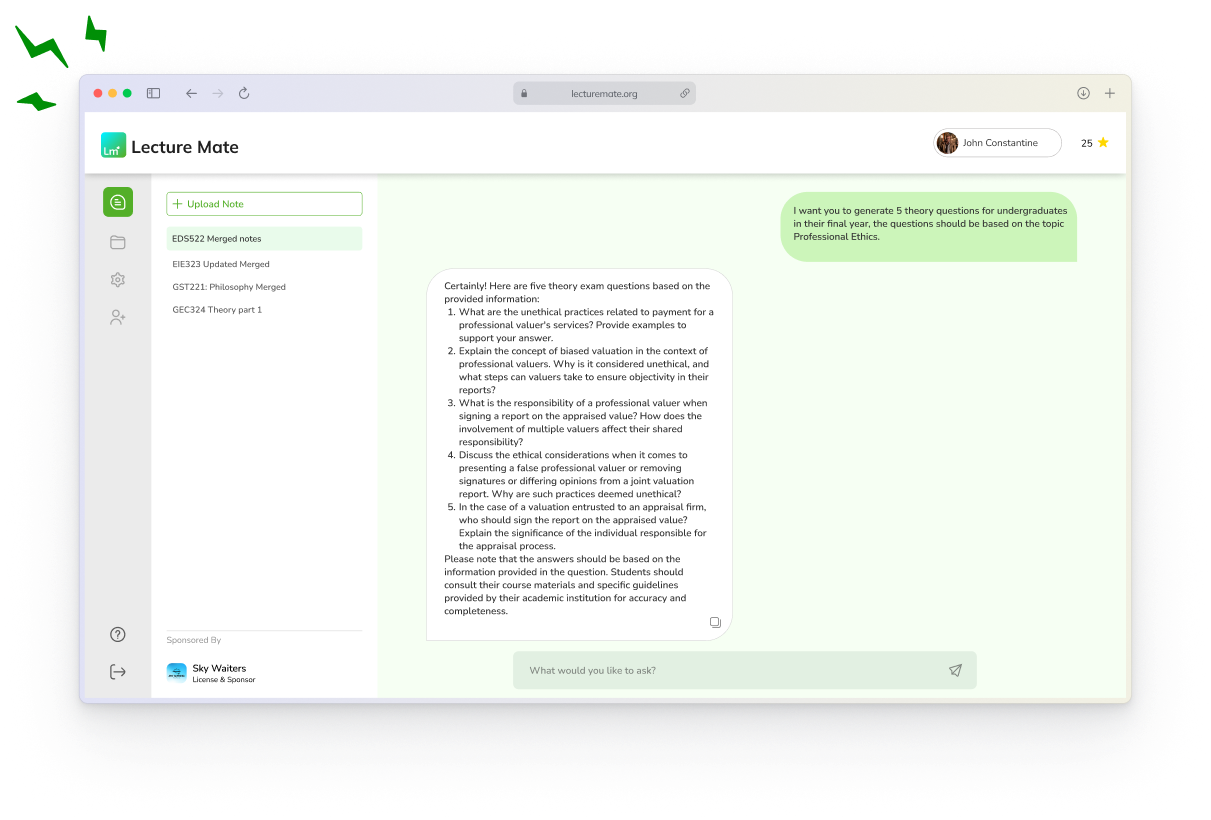 lecturemate.org
Lm
Lecture Mate
John Constantine
25
Upload Note
EDS522 Merged notes
EIE323 Updated Merged
GST221: Philosophy Merged
GEC324 Theory part 1
Sponsored By
Sky Waiters
License & Sponsor
I want you to generate 5 theory questions for undergraduates
in their final year, the questions should be based on the topic
Professional Ethics.
Certainly! Here are five theory exam questions based on the
provided information:
1. What are the unethical practices related to payment for a
professional valuer's services? Provide examples to
support your answer.
2. Explain the concept of biased valuation in the context of
professional valuers. Why is it considered unethical, and
what steps can valuers take to ensure objectivity in their
reports?
3. What is the responsibility of a professional valuer when
signing a report on the appraised value? How does the
involvement of multiple valuers affect their shared
responsibility?
4. Discuss the ethical considerations when it comes to
presenting a false professional valuer or removing
signatures or differing opinions from a joint valuation
report. Why are such practices deemed unethical?
5. In the case of a valuation entrusted to an appraisal firm,
who should sign the report on the appraised value?
Explain the significance of the individual responsible for
the appraisal process.
Please note that the answers should be based on the
information provided in the question. Students should
consult their course materials and specific guidelines
provided by their academic institution for accuracy and
completeness.
What would you like to ask?